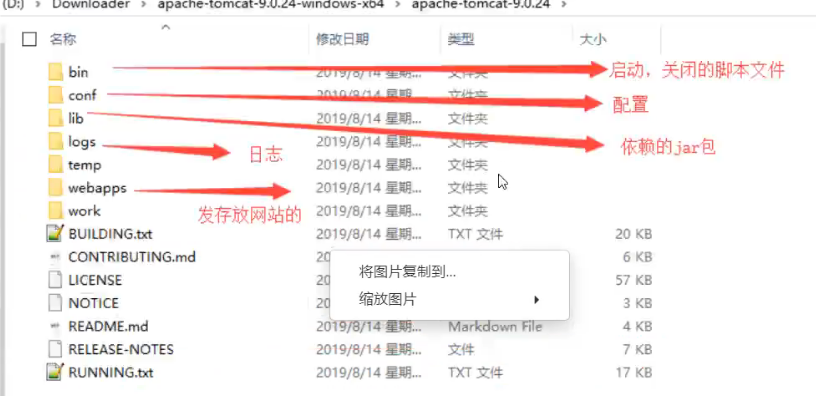 (D:) > Downloader > apache-tomcat-9.0.24-windows-x64 > apache-tomcat-9.0.24 >
名称 修改日期 类型 大小
bin 2019/8/14 星期... 文件夹 启动，关闭的脚本文件
conf 2019/8/14 星期... 文件夹 配置
lib 2019/8/14 星期... 文件夹
logs 2019/8/14 星期... 文件夹 依赖的jar包
日志
temp 2019/8/14 星期... 文件夹
webapps 2019/8/14 星期... 文件夹
work 2019/8/14 星期... 文件夹
发存放网站的
BUILDING.txt 2019/8/14 星期... TXT 文件 20 KB
CONTRIBUTING.md 6 KB
将图片复制到...
LICENSE 57 KB
缩放图片
NOTICE 3 KB
README.md 2019/8/14 星期... Markdown File 4 KB
RELEASE-NOTES 2019/8/14 星期... 文件 7 KB
RUNNING.txt 2019/8/14 星期... TXT 文件 17 KB